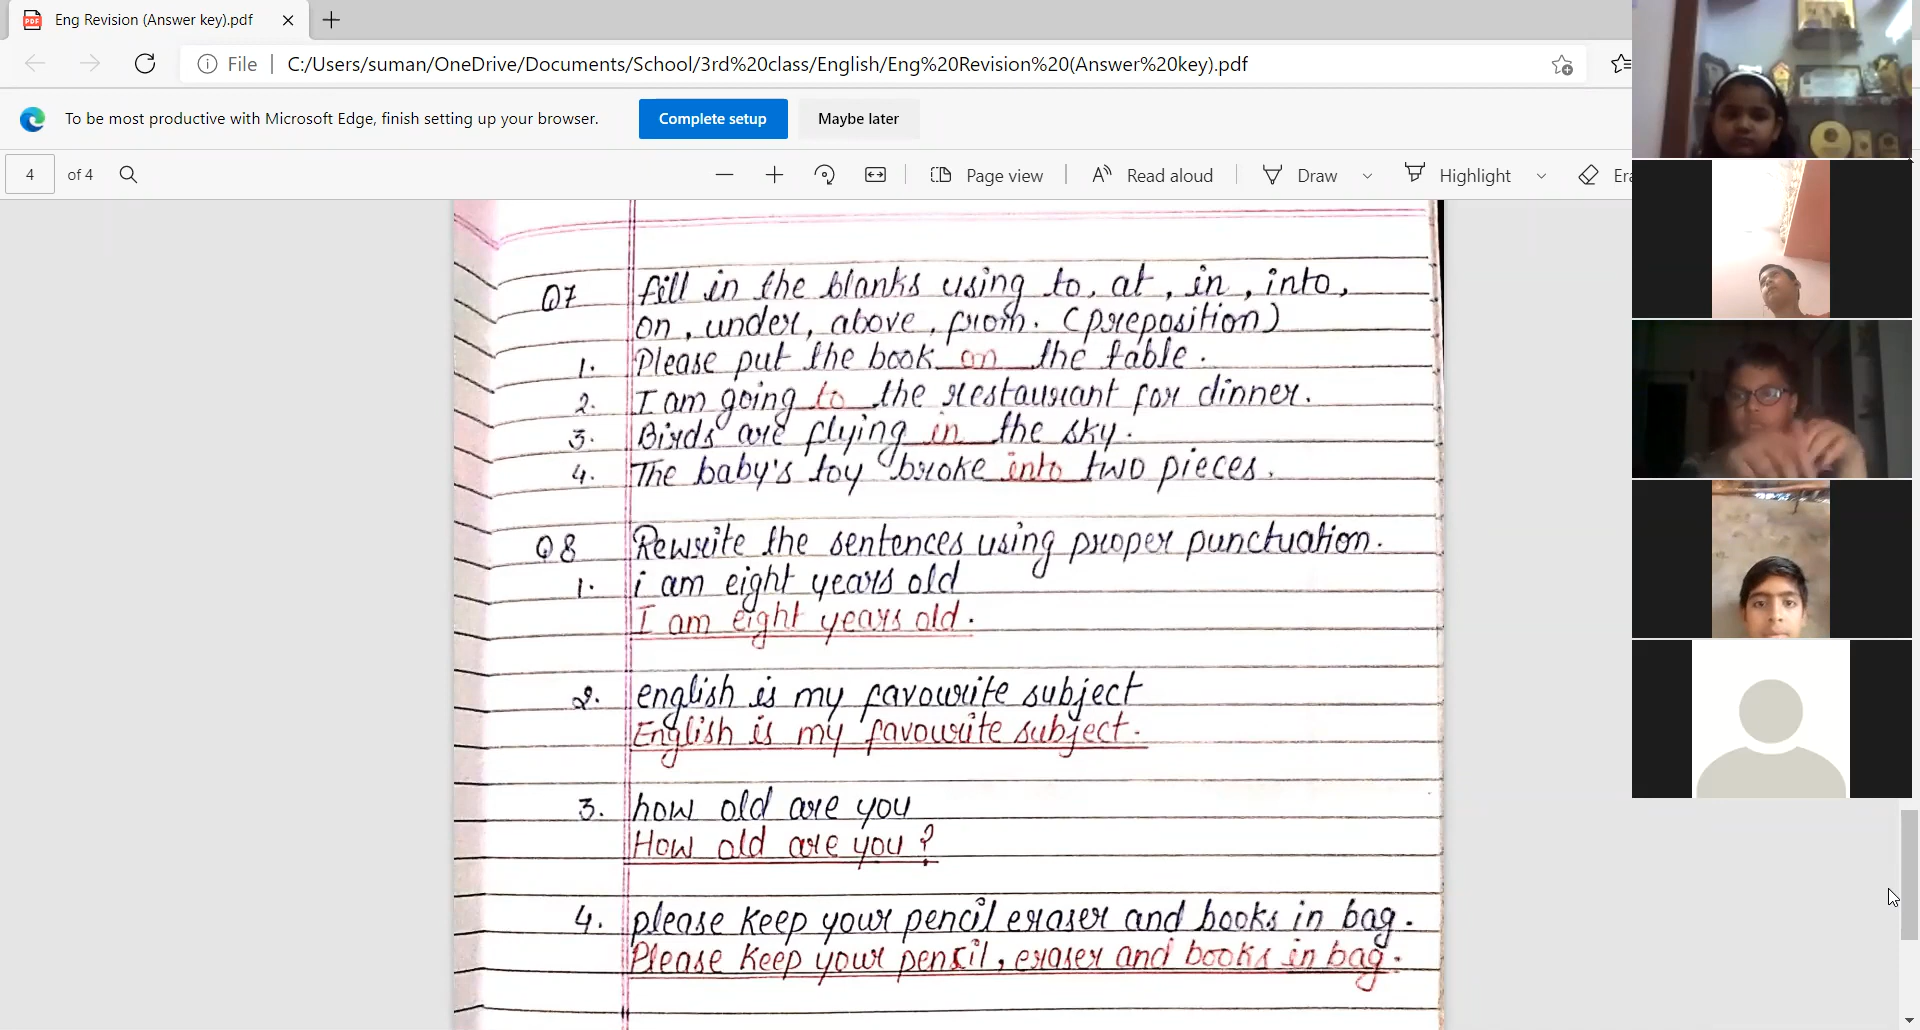 Eng Revision (Answer key).pdf
File
C:/Users/suman/OneDrive/Documents/School/3rd%20class/English/Eng%20Revision%20(Answer%20key).pdf
To be most productive with Microsoft Edge, finish setting up your browser.
Complete setup
Maybe later
4 of 4
Page view
Read aloud
Draw
Highlight
Q7 fill in the blanks using to, at, in, into,
on, under, above, from. (preposition)
1. Please put the book on the table.
2. I am going to the restaurant for dinner.
3. Birds are flying in the sky.
4. The baby's toy broke into two pieces.
Q8 Rewrite the sentences using proper punctuation.
1. i am eight years old
I am eight years old.
2. english is my favourite subject
English is my favourite subject.
3. how old are you
How old are you?
4. please keep your pencil eraser and books in bag.
Please keep your pencil, eraser and books in bag.